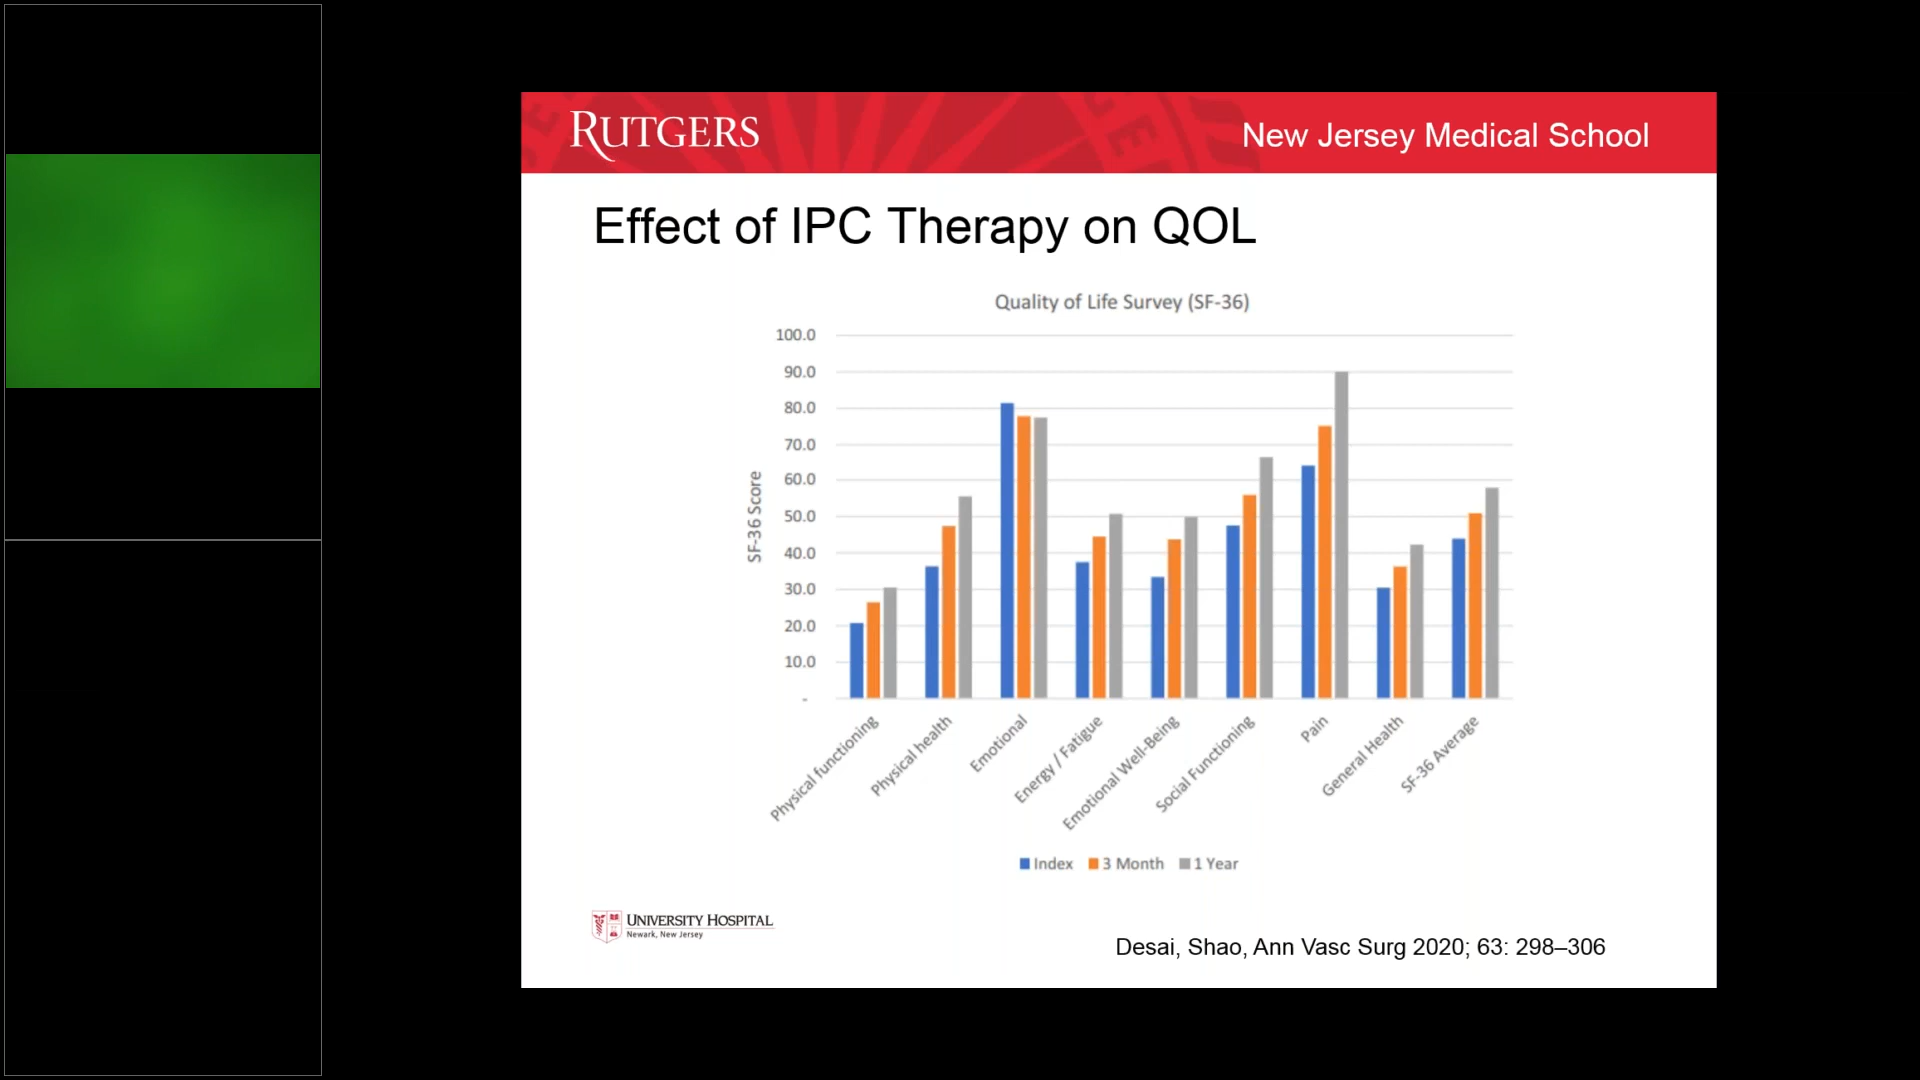 RUTGERS
New Jersey Medical School
Effect of IPC Therapy on QOL
Quality of Life Survey (SF-36)
100.0
90.0
80.0
70.0
60.0
50.0
40.0
30.0
20.0
10.0
-
SF-36 Score
Physical functioning
Physical health
Emotional
Energy / Fatigue
Emotional Well-Being
Social Functioning
Pain
General Health
SF-36 Average
Index 3 Month 1 Year
UNIVERSITY HOSPITAL
Newark, New Jersey
Desai, Shao, Ann Vasc Surg 2020; 63: 298–306